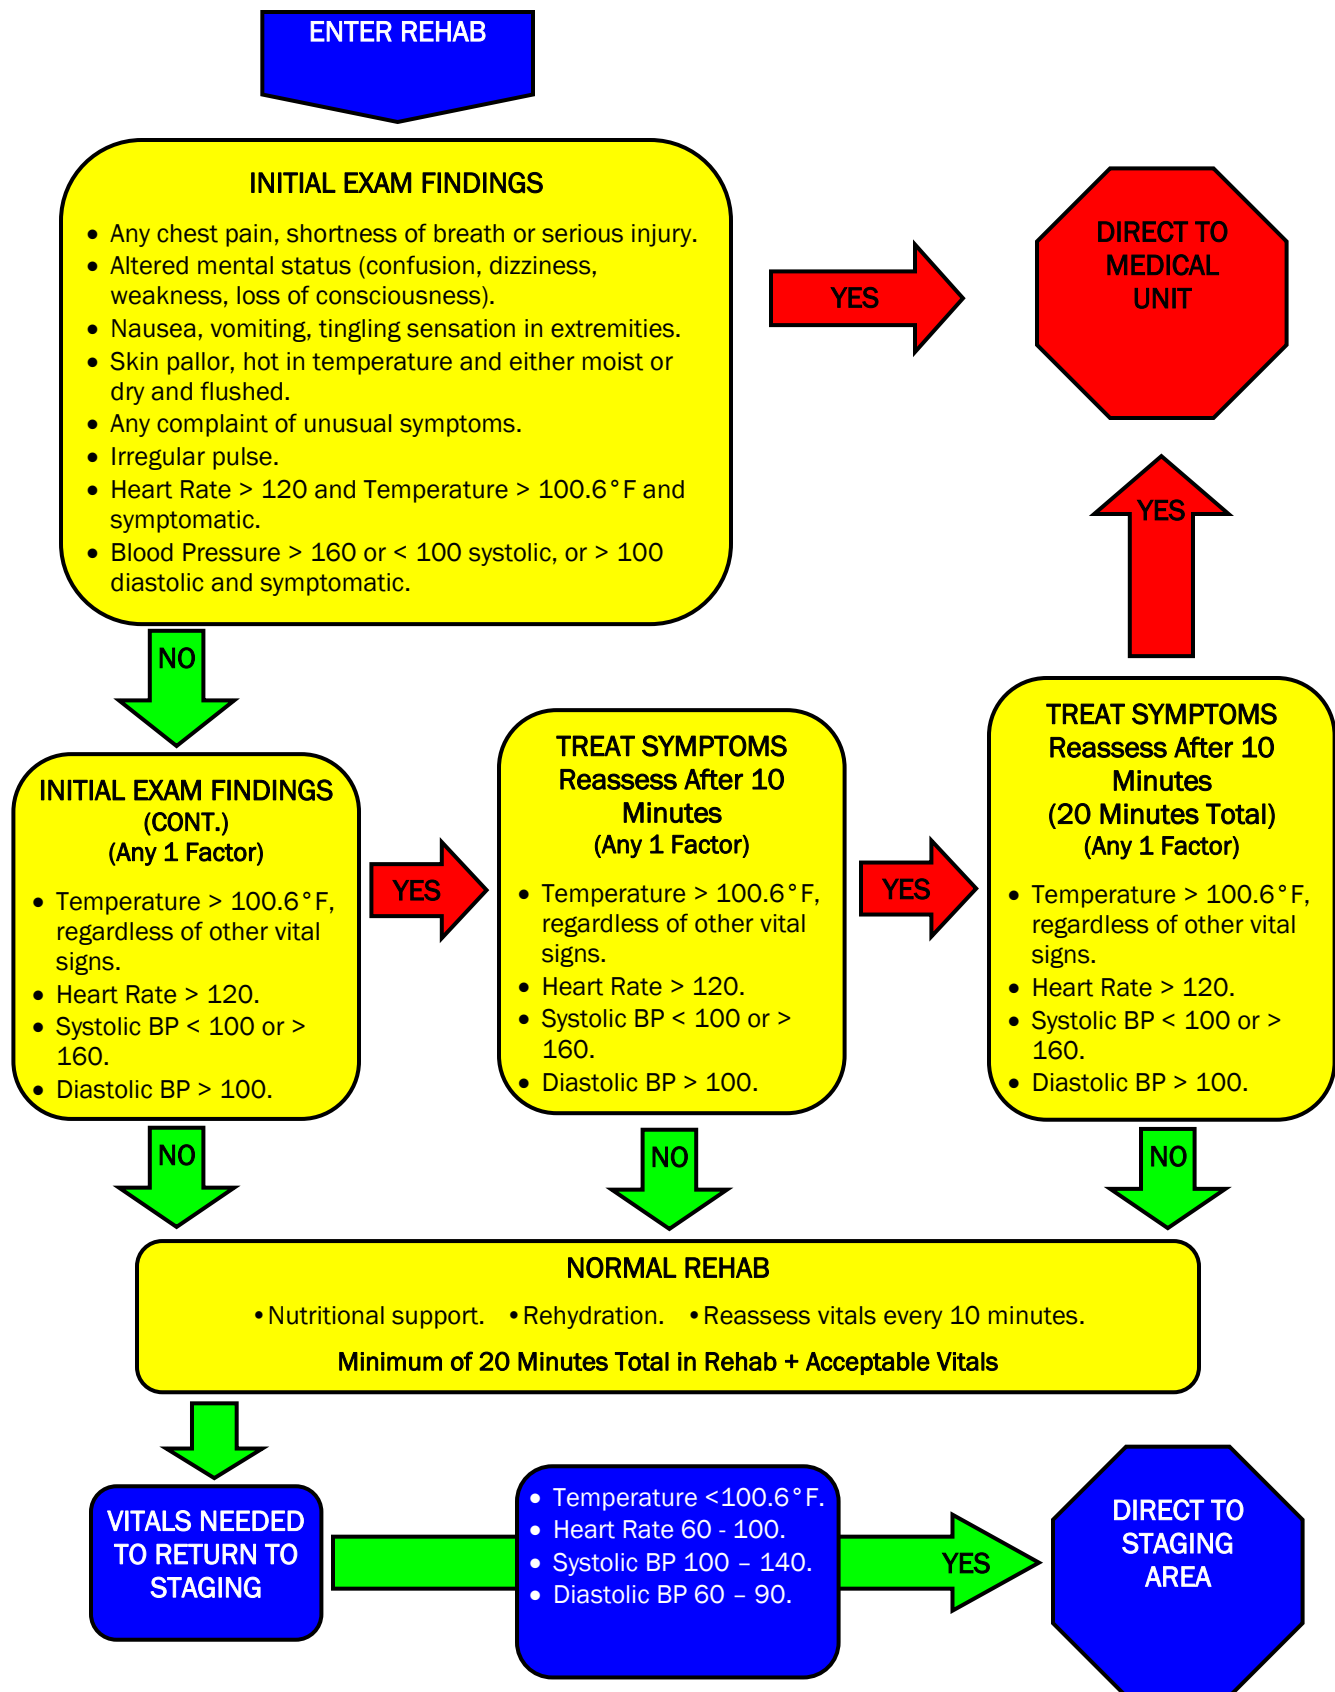 ENTER REHAB
INITIAL EXAM FINDINGS
• Any chest pain, shortness of breath or serious injury.
• Altered mental status (confusion, dizziness,
weakness, loss of consciousness).
• Nausea, vomiting, tingling sensation in extremities.
• Skin pallor, hot in temperature and either moist or
dry and flushed.
• Any complaint of unusual symptoms.
• Irregular pulse.
• Heart Rate > 120 and Temperature > 100.6°F and
symptomatic.
• Blood Pressure > 160 or < 100 systolic, or > 100
diastolic and symptomatic.
YES
DIRECT TO
MEDICAL
UNIT
YES
NO
INITIAL EXAM FINDINGS
(CONT.)
(Any 1 Factor)
• Temperature > 100.6°F,
regardless of other vital
signs.
• Heart Rate > 120.
• Systolic BP < 100 or >
160.
• Diastolic BP > 100.
YES
TREAT SYMPTOMS
Reassess After 10
Minutes
(Any 1 Factor)
• Temperature > 100.6°F,
regardless of other vital
signs.
• Heart Rate > 120.
• Systolic BP < 100 or >
160.
• Diastolic BP > 100.
YES
TREAT SYMPTOMS
Reassess After 10
Minutes
(20 Minutes Total)
(Any 1 Factor)
• Temperature > 100.6°F,
regardless of other vital
signs.
• Heart Rate > 120.
• Systolic BP < 100 or >
160.
• Diastolic BP > 100.
NO
NO
NO
NORMAL REHAB
•Nutritional support. •Rehydration. •Reassess vitals every 10 minutes.
Minimum of 20 Minutes Total in Rehab + Acceptable Vitals
VITALS NEEDED
TO RETURN TO
STAGING
• Temperature <100.6°F.
• Heart Rate 60 - 100.
• Systolic BP 100 – 140.
• Diastolic BP 60 – 90.
YES
DIRECT TO
STAGING
AREA